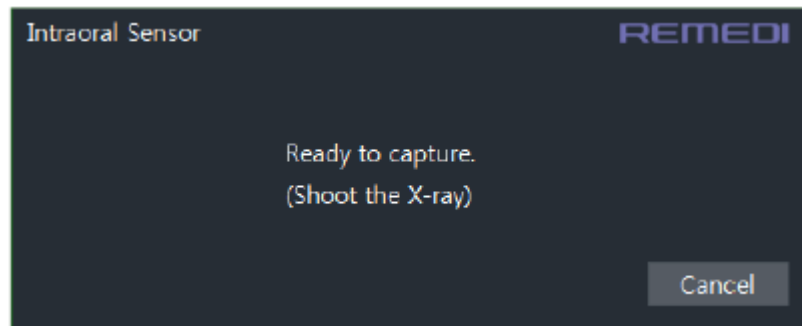 Intraoral Sensor
REMEDI
Ready to capture.
(Shoot the X-ray)
Cancel